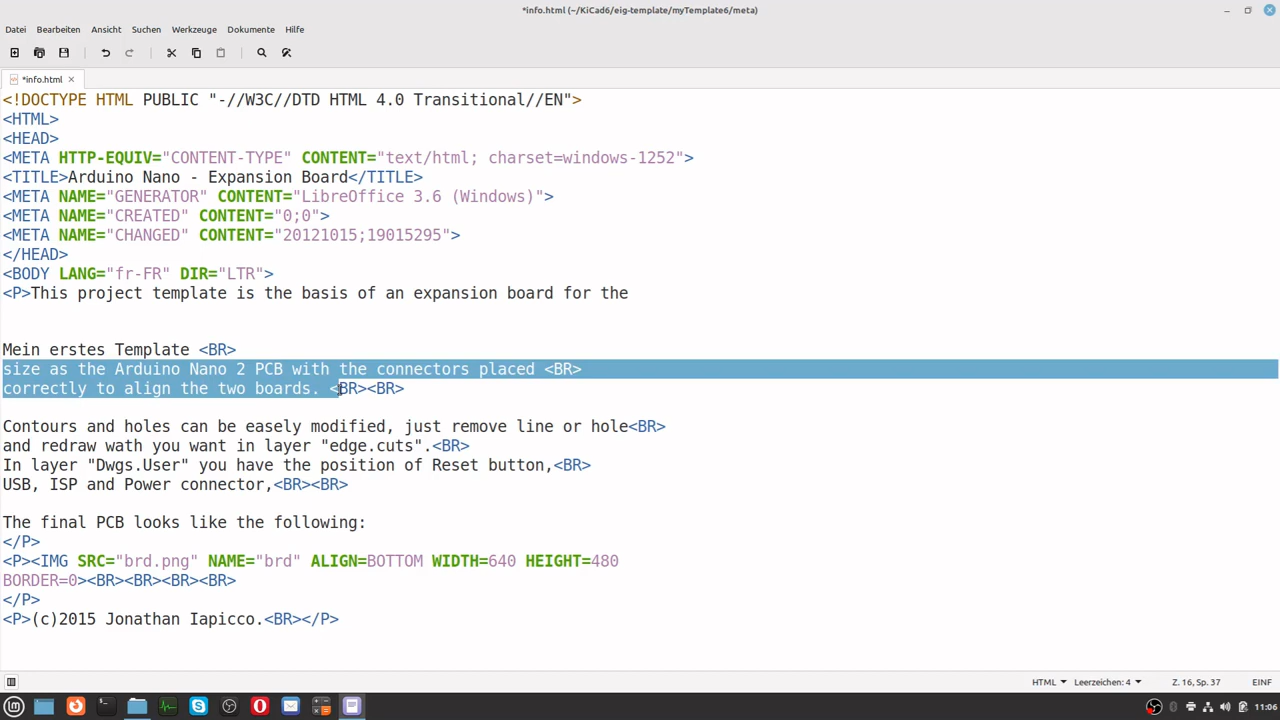 *info.html (~/KiCad6/eig-template/myTemplate6/meta)
Datei Bearbeiten Ansicht Suchen Werkzeuge Dokumente Hilfe
*info.html
<!DOCTYPE HTML PUBLIC "-//W3C//DTD HTML 4.0 Transitional//EN">
<HTML>
<HEAD>
<META HTTP-EQUIV="CONTENT-TYPE" CONTENT="text/html; charset=windows-1252">
<TITLE>Arduino Nano - Expansion Board</TITLE>
<META NAME="GENERATOR" CONTENT="LibreOffice 3.6 (Windows)">
<META NAME="CREATED" CONTENT="0;0">
<META NAME="CHANGED" CONTENT="20121015;19015295">
</HEAD>
<BODY LANG="fr-FR" DIR="LTR">
<P>This project template is the basis of an expansion board for the
Mein erstes Template <BR>
size as the Arduino Nano 2 PCB with the connectors placed <BR>
correctly to align the two boards. <BR><BR>
Contours and holes can be easely modified, just remove line or hole<BR>
and redraw wath you want in layer "edge.cuts".<BR>
In layer "Dwgs.User" you have the position of Reset button,<BR>
USB, ISP and Power connector,<BR><BR>
The final PCB looks like the following:
</P>
<P><IMG SRC="brd.png" NAME="brd" ALIGN=BOTTOM WIDTH=640 HEIGHT=480
BORDER=0><BR><BR><BR><BR>
</P>
<P>(c)2015 Jonathan Iapicco.<BR></P>
HTML Leerzeichen: 4 Z. 16, Sp. 37 EINF
11:06